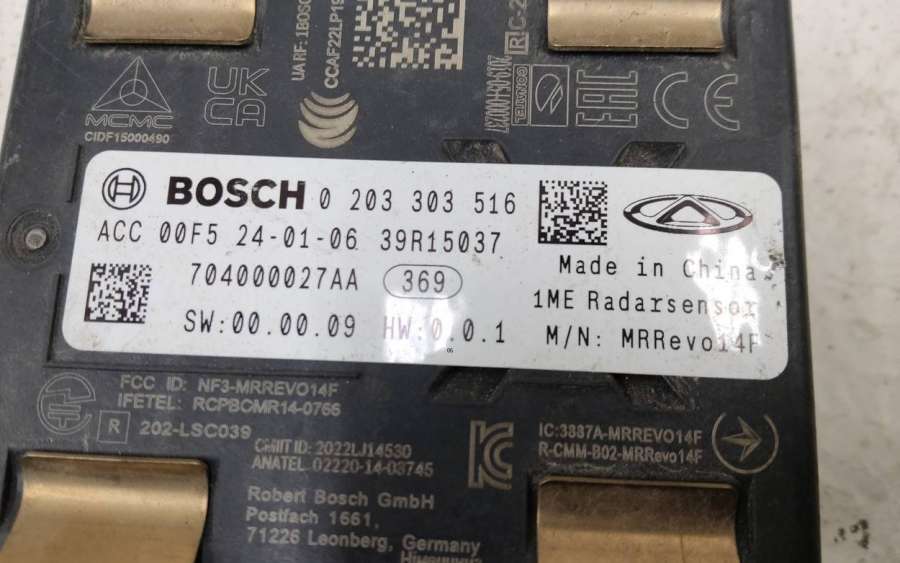 UK
CA
MCMC
CIDF15000490
EAC
CE
BOSCH 0 203 303 516
ACC 00F5 24-01-06 39R15037
704000027AA 369
SW:00.00.09 HW:0.0.1
06
Made in China
1ME Radarsensor
M/N: MRRevo14F
FCC ID: NF3-MRREVO14F
IFETEL: RCPBOMR14-0766
R 202-LSC039
CMIIT ID: 2022LJ14530
ANATEL 02220-14-03745
Robert Bosch GmbH
Postfach 1661,
71226 Leonberg, Germany
IC:3887A-MRREVO14F
R-CMM-B02-MRRevo14F